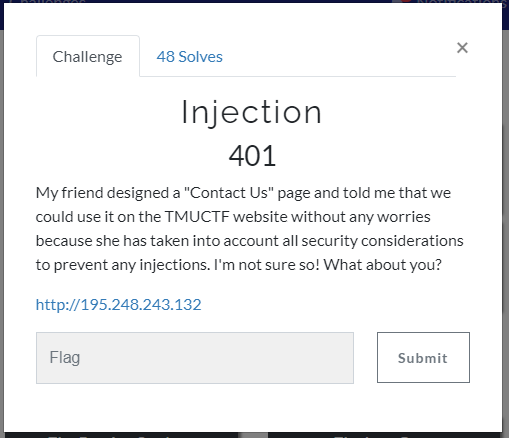 Challenge
48 Solves
×
Injection
401
My friend designed a "Contact Us" page and told me that we
could use it on the TMUCTF website without any worries
because she has taken into account all security considerations
to prevent any injections. I'm not sure so! What about you?
http://195.248.243.132
Flag
Submit